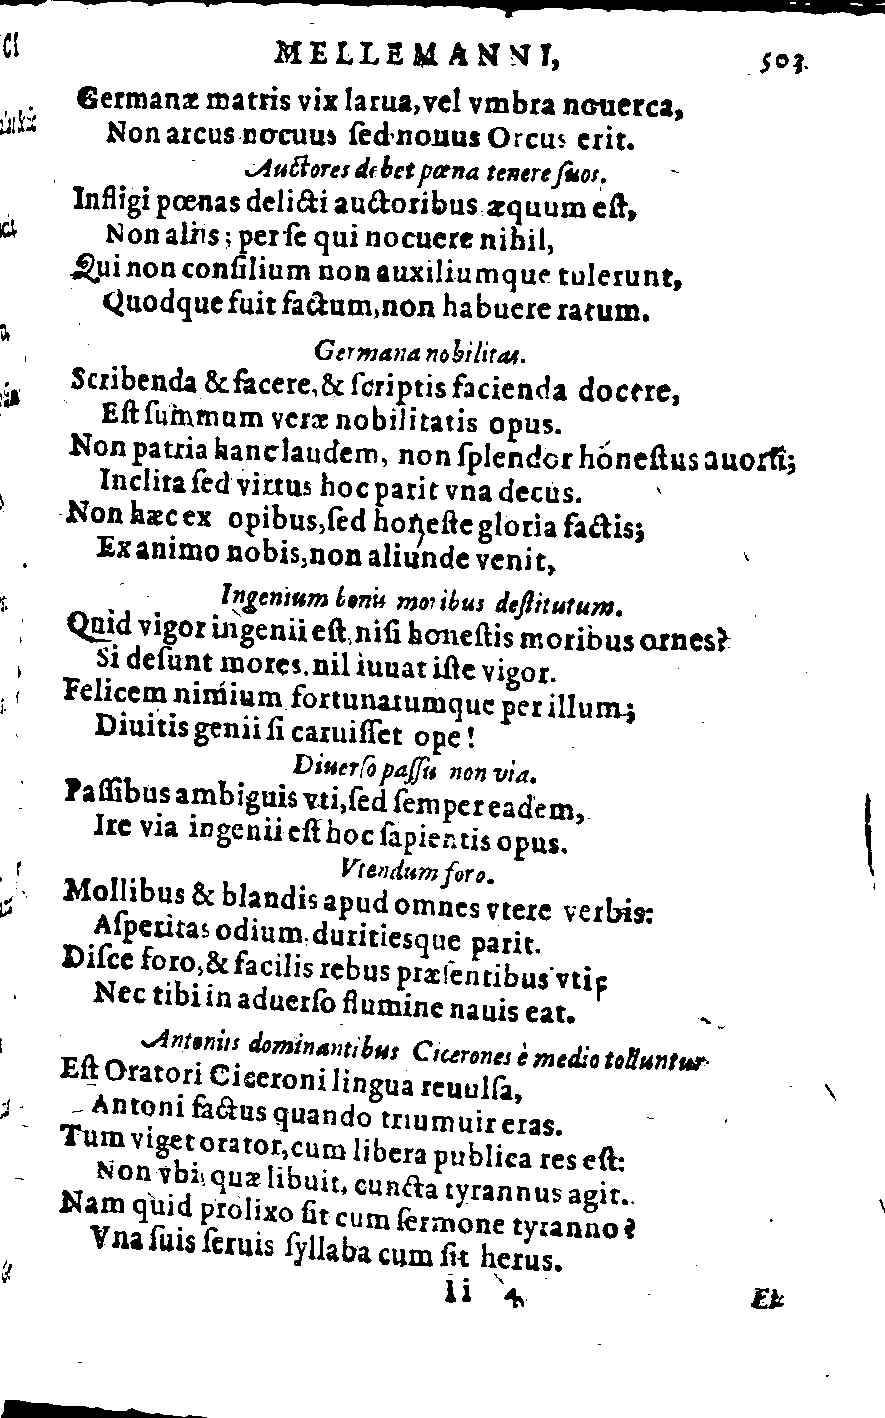 MELLEMANNI, 503.
Germanæ matris vix larua, vel vmbra nouerca,
Non arcus nocuus ſed nouus Orcus erit.
Auctores debet pœna tenere ſuos.
Infligi pœnas delicti auctoribus æquum eſt,
Non aliis; per ſe qui nocuere nihil,
Qui non conſilium non auxiliumque tulerunt,
Quodque fuit factum, non habuere ratum.
Germana nobilitas.
Scribenda & facere, & ſcriptis facienda docere,
Eſt ſummum veræ nobilitatis opus.
Non patria hanc laudem, non ſplendor honeſtus auorū;
Inclita ſed virtus hoc parit vna decus.
Non hæc ex opibus, ſed honeſte gloria factis;
Ex animo nobis, non aliunde venit,
Ingenium bonis moribus deſtitutum.
Quid vigor ingenii eſt, niſi honeſtis moribus ornes?
Si deſunt mores, nil iuuat iſte vigor.
Felicem nimium fortunatumque per illum;
Diuitis genii ſi caruiſſet ope!
Diuerſo paſſu non via.
Paſſibus ambiguis vti, ſed ſemper eadem,
Ire via ingenii eſt hoc ſapientis opus.
Vtendum foro.
Mollibus & blandis apud omnes vtere verbis:
Aſperitas odium, duritieſque parit.
Diſce foro, & facilis rebus præſentibus vti;
Nec tibi in aduerſo flumine nauis eat.
Antoniis dominantibus Cicerones è medio tolluntur
Eſt Oratori Ciceroni lingua reuulſa,
Antoni factus quando triumuir eras.
Tum viget orator, cum libera publica res eſt:
Non vbi, quæ libuit, cuncta tyrannus agit.
Nam quid prolixo ſit cum ſermone tyranno?
Vna ſuis ſeruis ſyllaba cum ſit herus.
Ii 4 Et